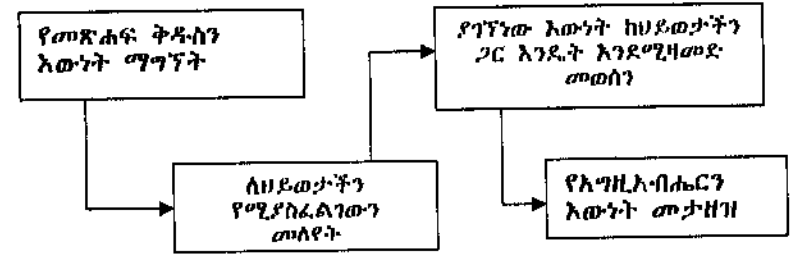 የመጽሐፍ ቅዱስን
እውነት ማግኘት
ለህይወታችን
የሚያስፈልገውን
መለየት
ያገኘነው እውነት ከህይወታችን
ጋር እንዴት እንደሚዛመድ
መወሰን
የእግዚአብሔርን
እውነት መታዘዝ